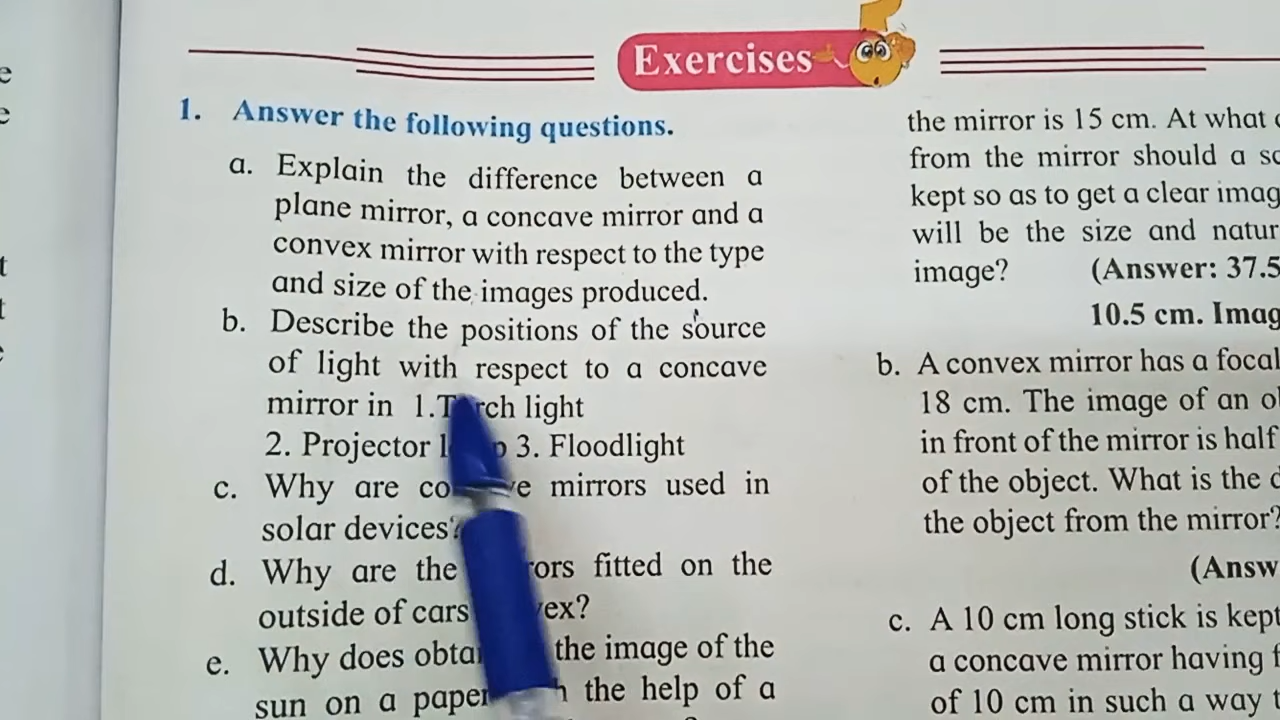 Exercises
1. Answer the following questions.
a. Explain the difference between a
plane mirror, a concave mirror and a
convex mirror with respect to the type
and size of the images produced.
b. Describe the positions of the source
of light with respect to a concave
mirror in 1. light
2. Projector 3. Floodlight
c. Why are mirrors used in
solar devices?
d. Why are the fitted on the
outside of cars
e. Why does the image of the
sun on a paper the help of a
the mirror is 15 cm. At what
from the mirror should a
kept so as to get a clear
will be the size and
image? (Answer: 37.5
10.5 cm.
b. A convex mirror has a focal
18 cm. The image of an
in front of the mirror is half
of the object. What is the
the object from the mirror?
c. A 10 cm long stick is kept
a concave mirror having
of 10 cm in such a way